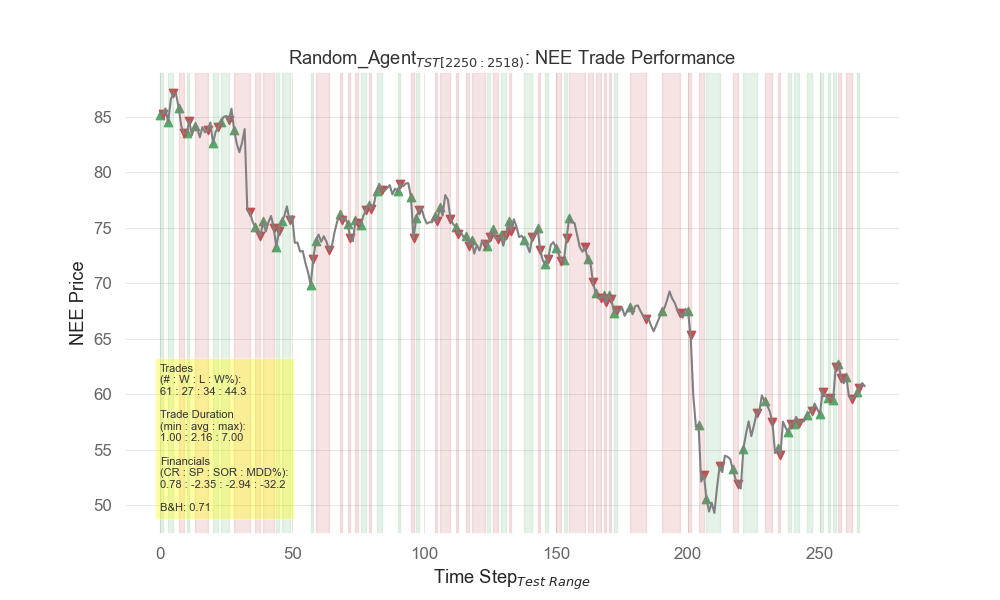 Random_Agent TST[2250 : 2518): NEE Trade Performance
NEE Price
85
80
75
70
65
60
55
50
Trades
(# : W : L : W%):
61 : 27 : 34 : 44.3
Trade Duration
(min : avg : max):
1.00 : 2.16 : 7.00
Financials
(CR : SP : SOR : MDD%):
0.78 : -2.35 : -2.94 : -32.2
B&H: 0.71
0 50 100 150 200 250
Time Step Test Range